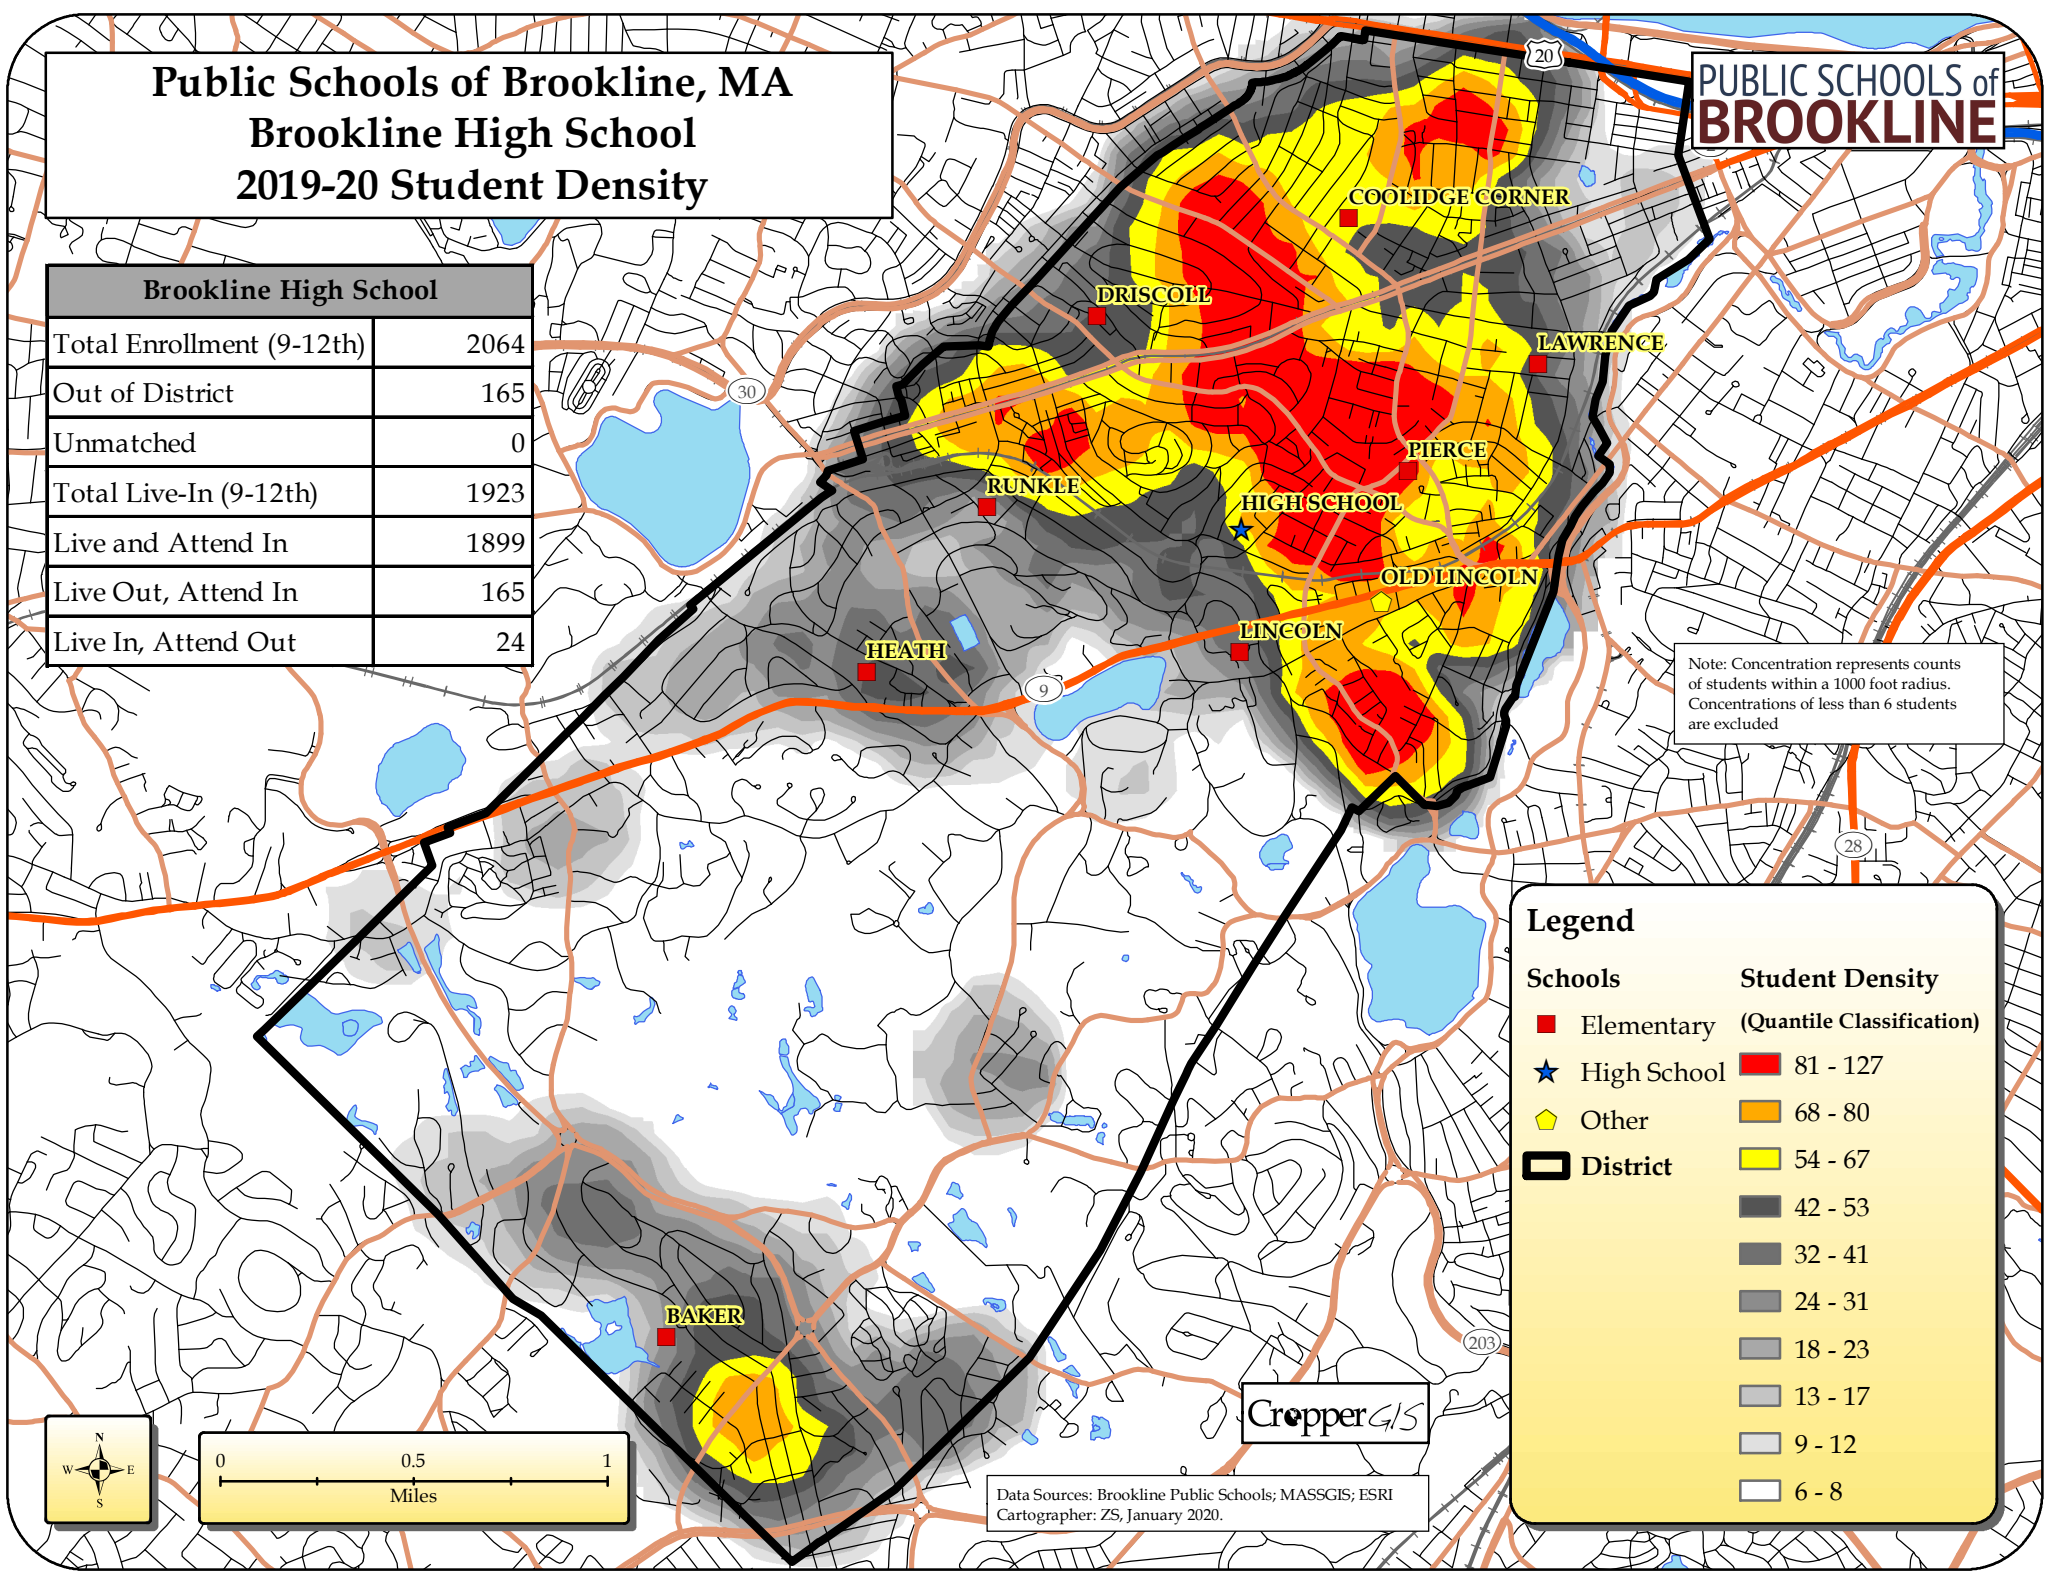 Public Schools of Brookline, MA
Brookline High School
2019-20 Student Density
PUBLIC SCHOOLS of
BROOKLINE
Brookline High School
Total Enrollment (9-12th) 2064
Out of District 165
Unmatched 0
Total Live-In (9-12th) 1923
Live and Attend In 1899
Live Out, Attend In 165
Live In, Attend Out 24
20
COOLIDGE CORNER
DRISCOLL
LAWRENCE
30
PIERCE
RUNKLE
HIGH SCHOOL
OLD LINCOLN
LINCOLN
HEATH
9
Note: Concentration represents counts
of students within a 1000 foot radius.
Concentrations of less than 6 students
are excluded
28
203
BAKER
Legend
Schools
Elementary
High School
Other
District
Student Density
(Quantile Classification)
81 - 127
68 - 80
54 - 67
42 - 53
32 - 41
24 - 31
18 - 23
13 - 17
9 - 12
6 - 8
N
W E
S
0 0.5 1
Miles
Cropper GIS
Data Sources: Brookline Public Schools; MASSGIS; ESRI
Cartographer: ZS, January 2020.